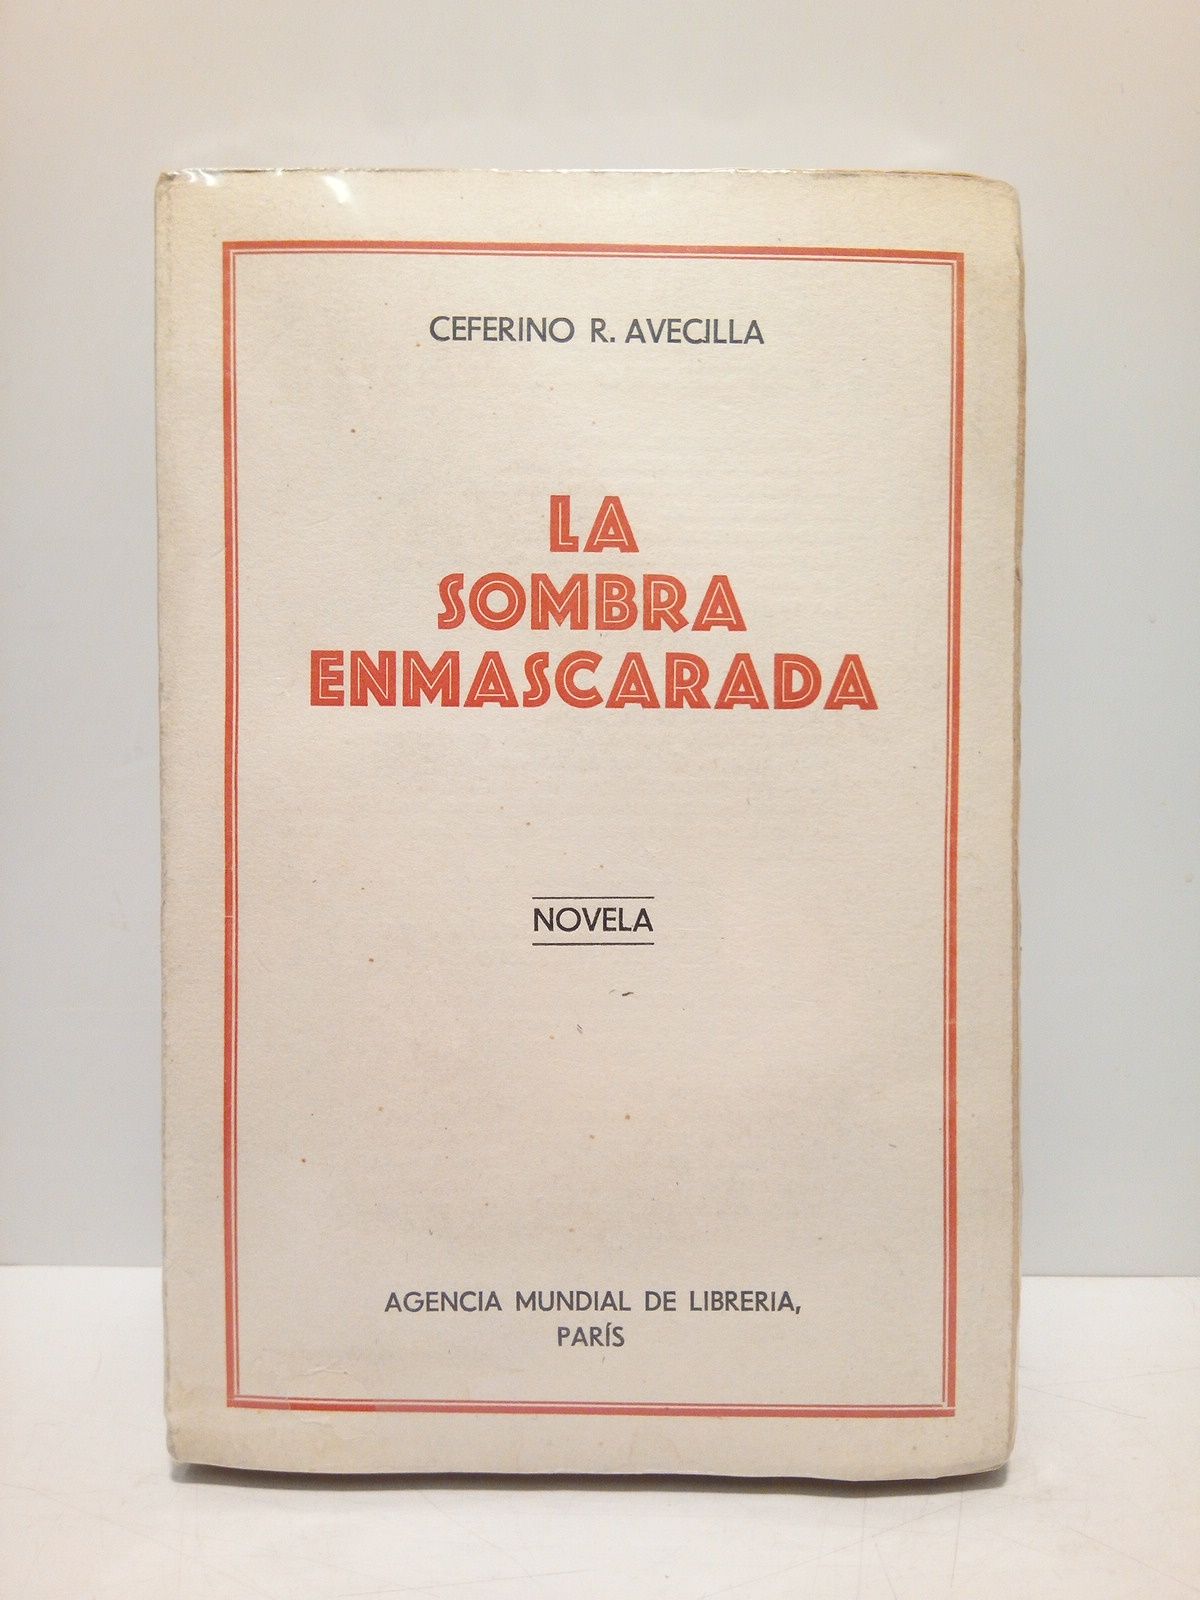 CEFERINO R. AVECILLA
LA
SOMBRA
ENMASCARADA
NOVELA
AGENCIA MUNDIAL DE LIBRERIA,
PARÍS